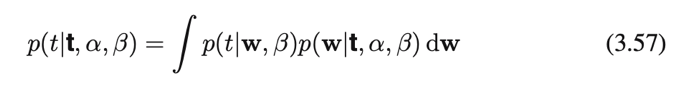 p(t|t, α, β) = ∫ p(t|w, β)p(w|t, α, β) dw (3.57)